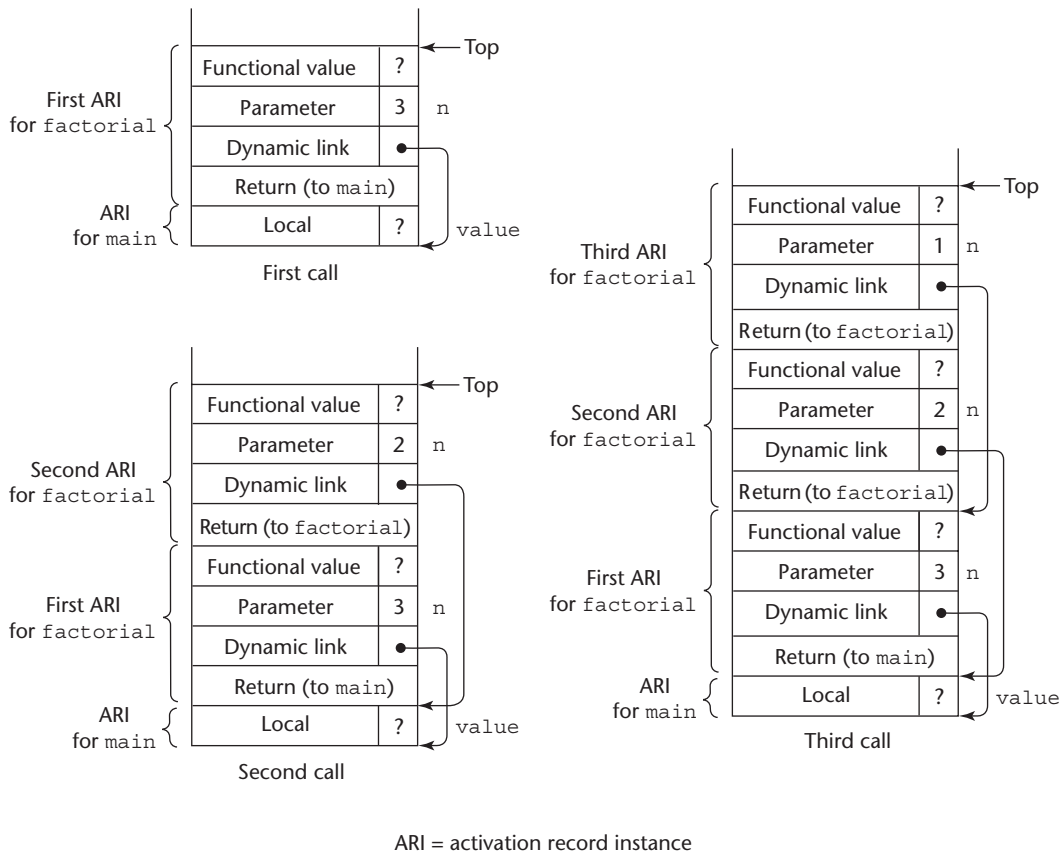 Top
Functional value ?
First ARI
for factorial
Parameter 3 n
Dynamic link
Return (to main)
ARI
for main
Local ? value
First call
Top
Functional value ?
Second ARI
for factorial
Parameter 2 n
Dynamic link
Return (to factorial)
Functional value ?
First ARI
for factorial
Parameter 3 n
Dynamic link
Return (to main)
ARI
for main
Local ? value
Second call
Top
Functional value ?
Third ARI
for factorial
Parameter 1 n
Dynamic link
Return (to factorial)
Functional value ?
Second ARI
for factorial
Parameter 2 n
Dynamic link
Return (to factorial)
Functional value ?
First ARI
for factorial
Parameter 3 n
Dynamic link
Return (to main)
ARI
for main
Local ? value
Third call
ARI = activation record instance